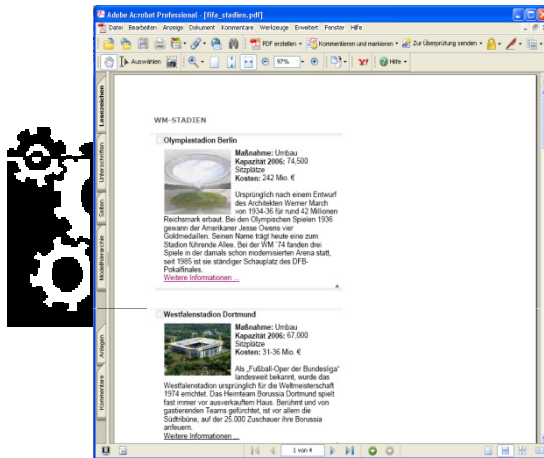 Adobe Acrobat Professional - [fifa_stadien.pdf]
Datei Bearbeiten Anzeige Dokument Kommentare Werkzeuge Erweitert Fenster Hilfe
PDF erstellen Kommentieren und markieren Zur Überprüfung senden
Auswählen 97% Hilfe
Lesezeichen
Unterschriften
Seiten
Modellhierarchie
Anlagen
Kommentare
WM-STADIEN
Olympiastadion Berlin
Maßnahme: Umbau
Kapazität 2006: 74,500
Sitzplätze
Kosten: 242 Mio. €
Ursprünglich nach einem Entwurf
des Architekten Werner March
von 1934-36 für rund 42 Millionen
Reichsmark erbaut. Bei den Olympischen Spielen 1936
gewann der Amerikaner Jesse Owens vier
Goldmedaillen. Seinen Name trägt heute eine zum
Stadion führende Allee. Bei der WM ´74 fanden drei
Spiele in der damals schon modernisierten Arena statt,
seit 1985 ist sie ständiger Schauplatz des DFB-
Pokalfinales.
Weitere Informationen ...
Westfalenstadion Dortmund
Maßnahme: Umbau
Kapazität 2006: 67,000
Sitzplätze
Kosten: 31-36 Mio. €
Als „Fußball-Oper der Bundesliga"
landesweit bekannt, wurde das
Westfalenstadion ursprünglich für die Weltmeisterschaft
1974 errichtet. Das Heimteam Borussia Dortmund spielt
fast immer vor ausverkauftem Haus. Berühmt und von
gastierenden Teams gefürchtet, ist vor allem die
Südtribüne, auf der 25.000 Zuschauer ihre Borussia
anfeuern.
Weitere Informationen ...
1 von 4